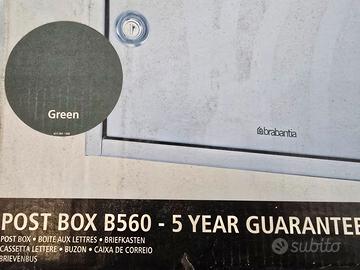 Green
brabantia
POST BOX B560 - 5 YEAR GUARANTEE
POST BOX • BOITE AUX LETTRES • BRIEFKASTEN
CASSETTA LETTERE • BUZON • CAIXA DE CORREIO
BRIEVENBUS
subito